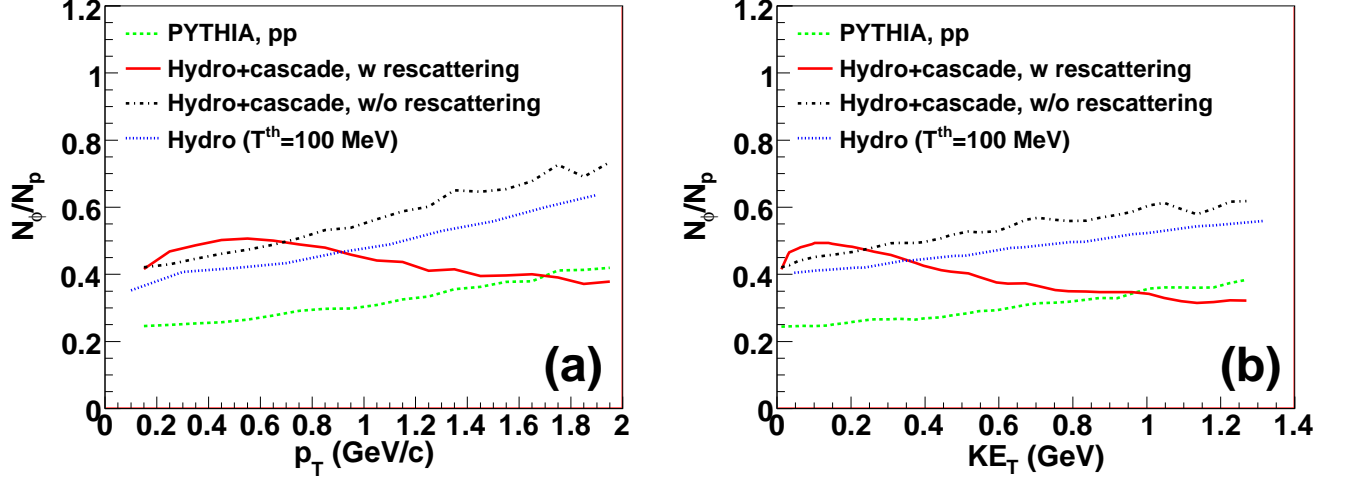 1.2
1
0.8
0.6
0.4
0.2
0
N_ϕ/N_p
PYTHIA, pp
Hydro+cascade, w rescattering
Hydro+cascade, w/o rescattering
Hydro (T^th=100 MeV)
(a)
0 0.2 0.4 0.6 0.8 1 1.2 1.4 1.6 1.8 2
p_T (GeV/c)
1.2
1
0.8
0.6
0.4
0.2
0
N_ϕ/N_p
PYTHIA, pp
Hydro+cascade, w rescattering
Hydro+cascade, w/o rescattering
Hydro (T^th=100 MeV)
(b)
0 0.2 0.4 0.6 0.8 1 1.2 1.4
KE_T (GeV)